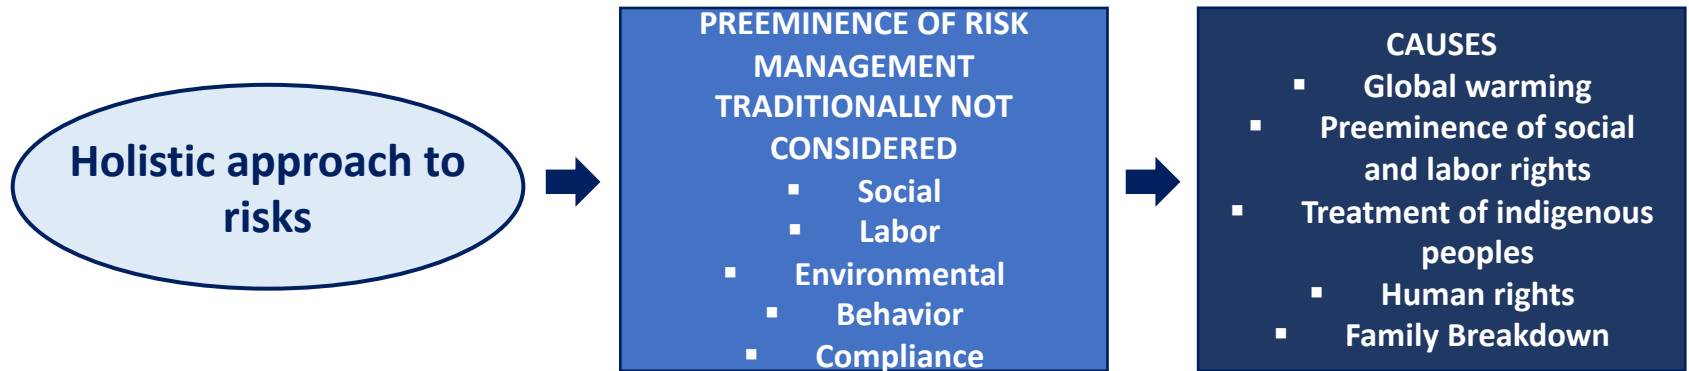 Holistic approach to
risks
PREEMINENCE OF RISK
MANAGEMENT
TRADITIONALLY NOT
CONSIDERED
▪ Social
▪ Labor
▪ Environmental
▪ Behavior
▪ Compliance
CAUSES
▪ Global warming
▪ Preeminence of social
and labor rights
▪ Treatment of indigenous
peoples
▪ Human rights
▪ Family Breakdown